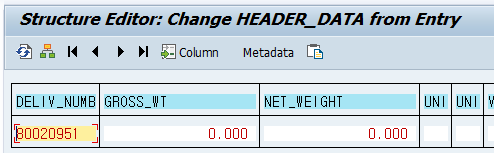 Structure Editor: Change HEADER_DATA from Entry
Column Metadata
DELIV_NUMB GROSS_WT NET_WEIGHT UNI UNI
80020951 0.000 0.000